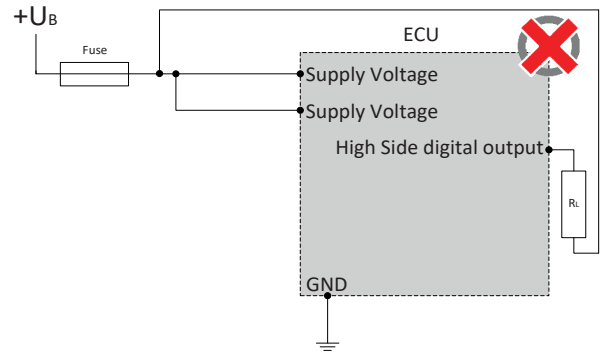 +UB
Fuse
ECU
Supply Voltage
Supply Voltage
High Side digital output
RL
GND